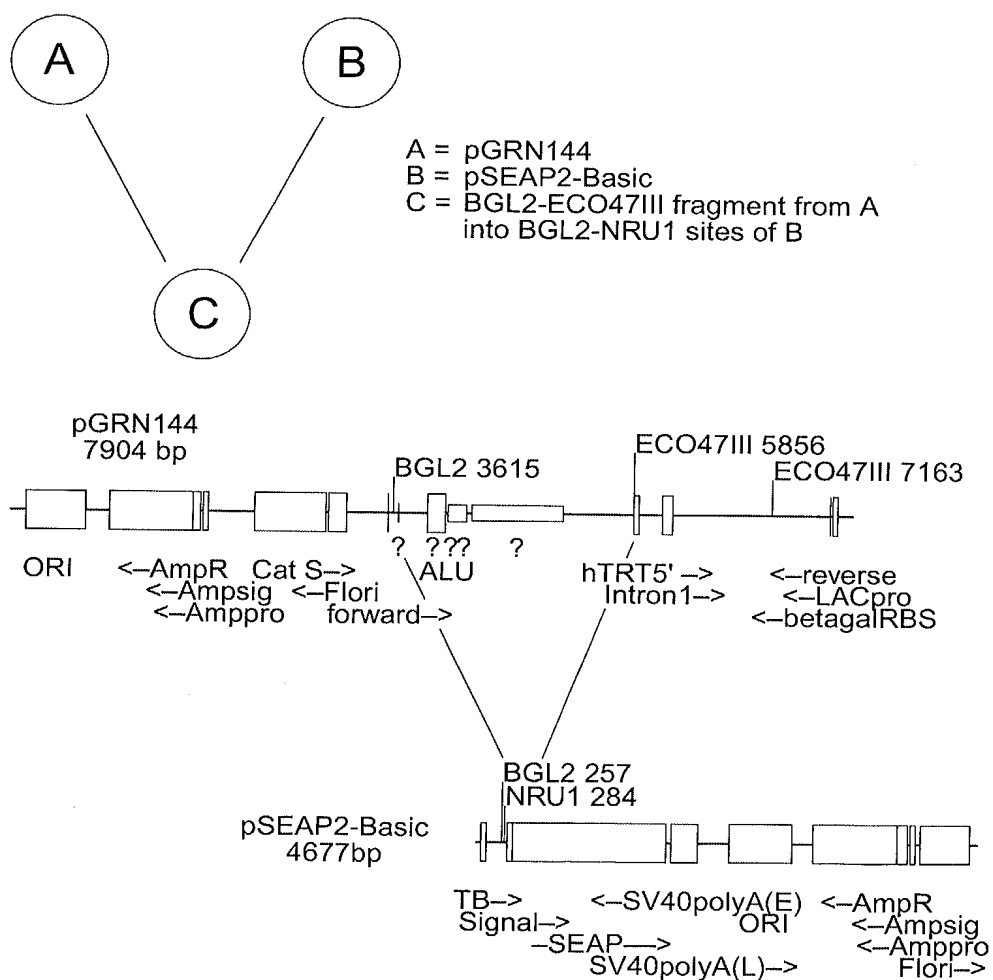 A
B
A = pGRN144
B = pSEAP2-Basic
C = BGL2-ECO47III fragment from A
into BGL2-NRU1 sites of B
C
pGRN144
7904 bp
ECO47III 5856
BGL2 3615
ECO47III 7163
? ? ?? ?
ORI <–AmpR Cat S–> ALU hTRT5' –> <–reverse
<–Ampsig <–Flori Intron1–> <–LACpro
<–Amppro forward–> <–betagalRBS
BGL2 257
NRU1 284
pSEAP2-Basic
4677bp
TB–> <–SV40polyA(E) <–AmpR
Signal–> ORI <–Ampsig
–SEAP—> <–Amppro
SV40polyA(L)–> Flori–>